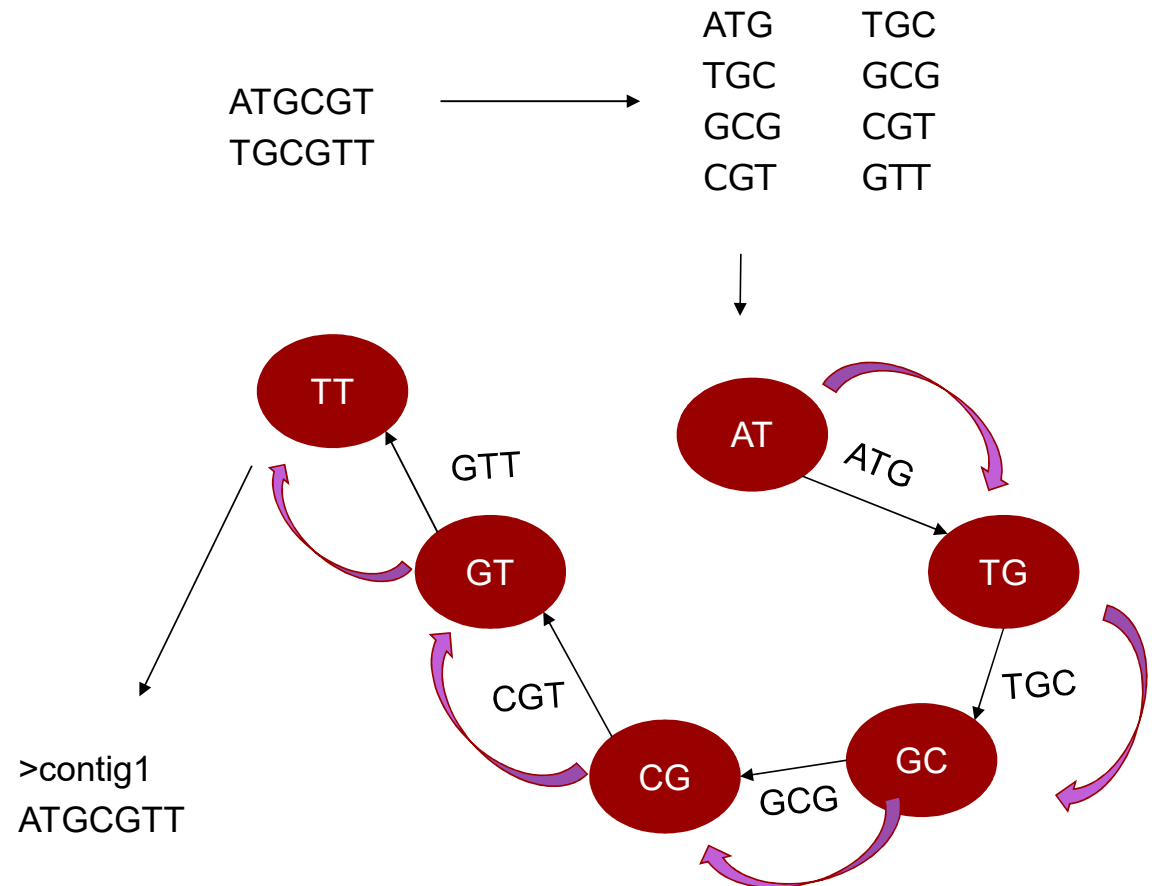 ATGCGT
TGCGTT
ATG TGC
TGC GCG
GCG CGT
CGT GTT
TT
AT
GTT
ATG
GT
TG
CGT
TGC
CG
GC
GCG
>contig1
ATGCGTT